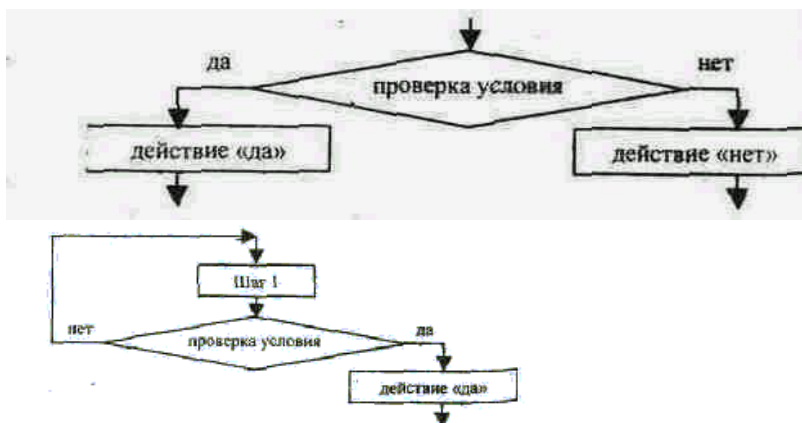 да
нет
проверка условия
действие «да»
действие «нет»
Шаг 1
нет
да
проверка условия
действие «да»